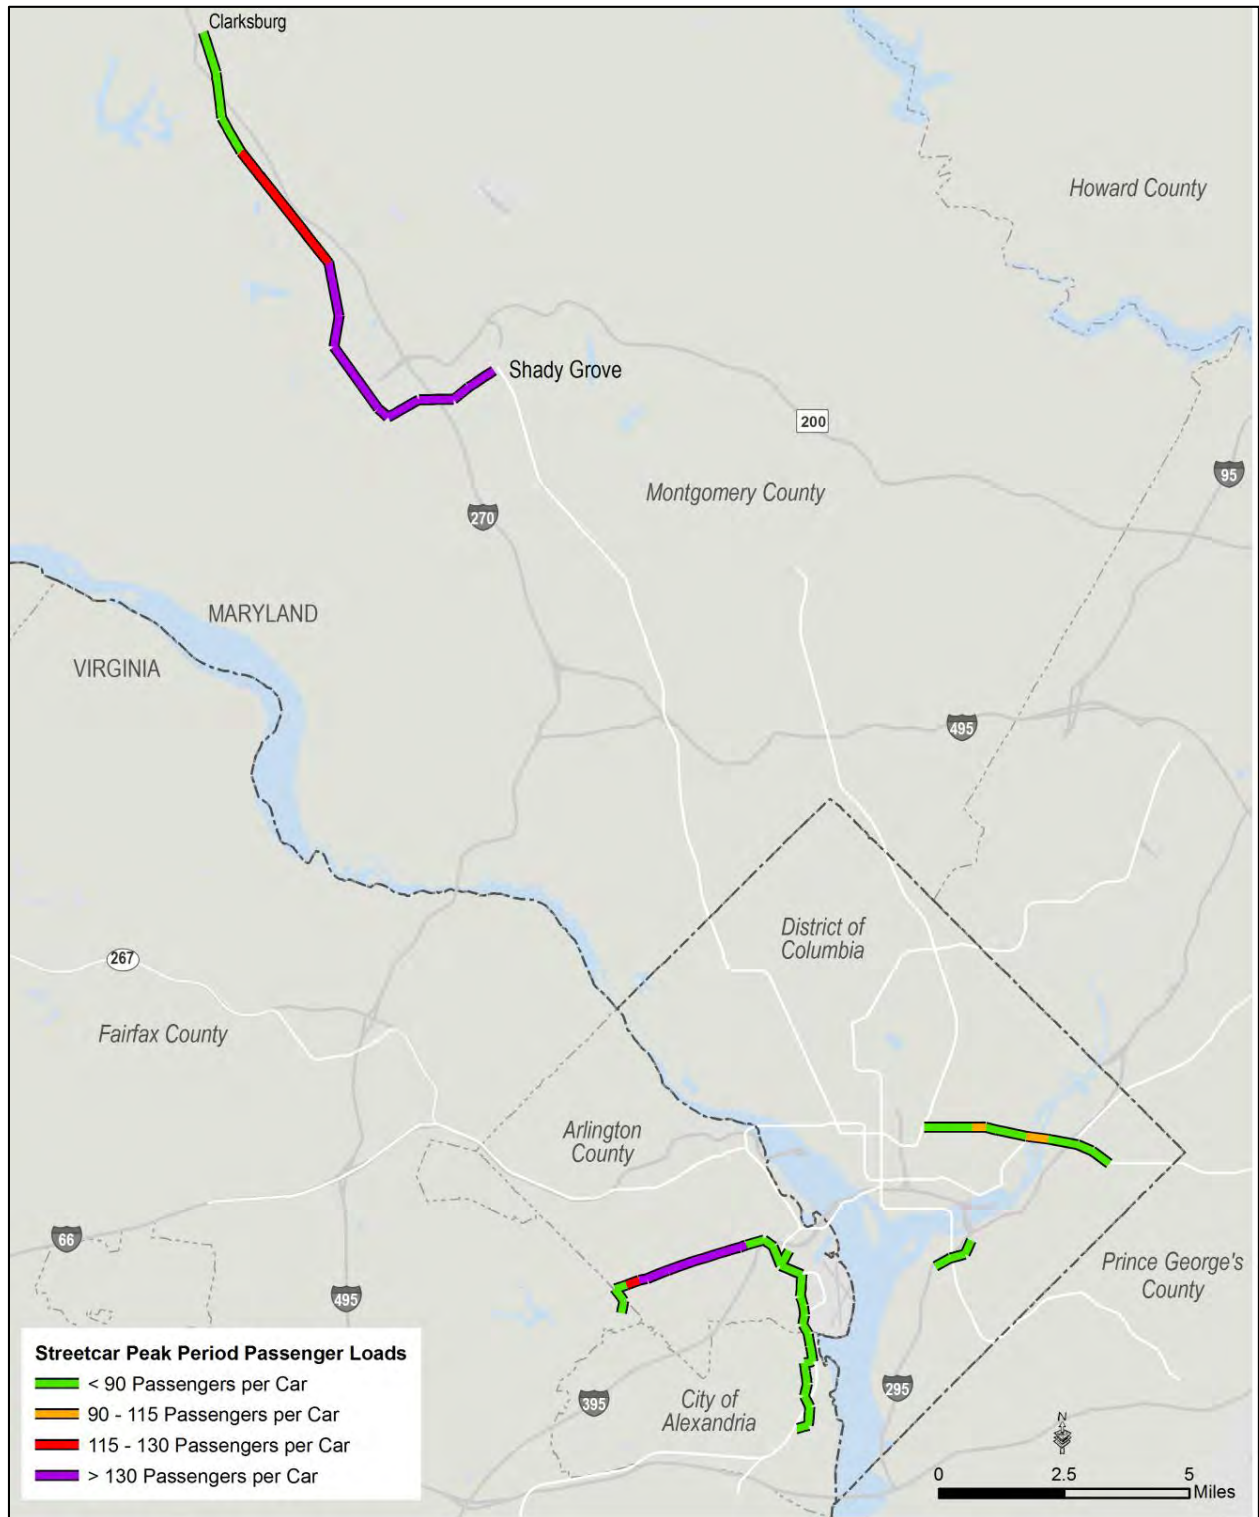 Clarksburg
Howard County
Shady Grove
200
95
Montgomery County
270
MARYLAND
VIRGINIA
495
District of
Columbia
267
Fairfax County
Arlington
County
66
Prince George's
County
495
Streetcar Peak Period Passenger Loads
< 90 Passengers per Car
90 - 115 Passengers per Car
115 - 130 Passengers per Car
> 130 Passengers per Car
395
City of
Alexandria
295
N
0 2.5 5
Miles